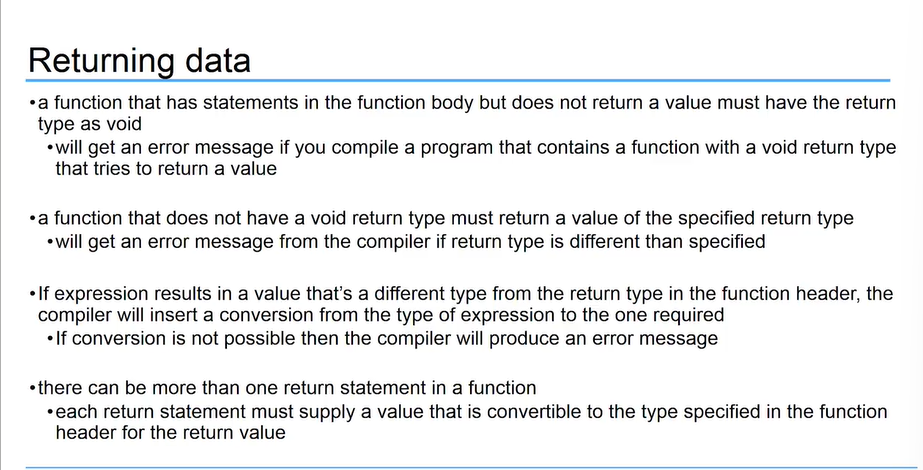 Returning data
•a function that has statements in the function body but does not return a value must have the return
type as void
•will get an error message if you compile a program that contains a function with a void return type
that tries to return a value
•a function that does not have a void return type must return a value of the specified return type
•will get an error message from the compiler if return type is different than specified
•If expression results in a value that’s a different type from the return type in the function header, the
compiler will insert a conversion from the type of expression to the one required
•If conversion is not possible then the compiler will produce an error message
•there can be more than one return statement in a function
•each return statement must supply a value that is convertible to the type specified in the function
header for the return value